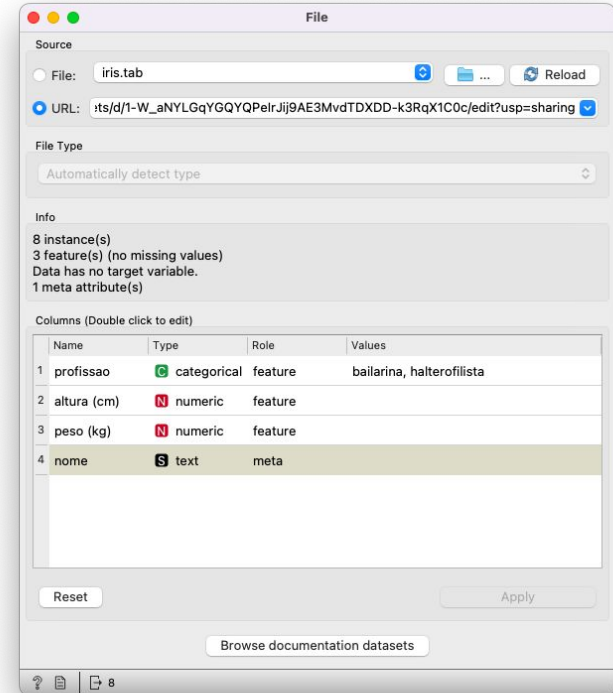 File
Source
File: iris.tab ... Reload
URL: ets/d/1-W_aNYLGqYGQYQPelrJij9AE3MvdTDXDD-k3RqX1C0c/edit?usp=sharing
File Type
Automatically detect type
Info
8 instance(s)
3 feature(s) (no missing values)
Data has no target variable.
1 meta attribute(s)
Columns (Double click to edit)
Name Type Role Values
1 profissao C categorical feature bailarina, halterofilista
2 altura (cm) N numeric feature
3 peso (kg) N numeric feature
4 nome S text meta
Reset Apply
Browse documentation datasets
? 8